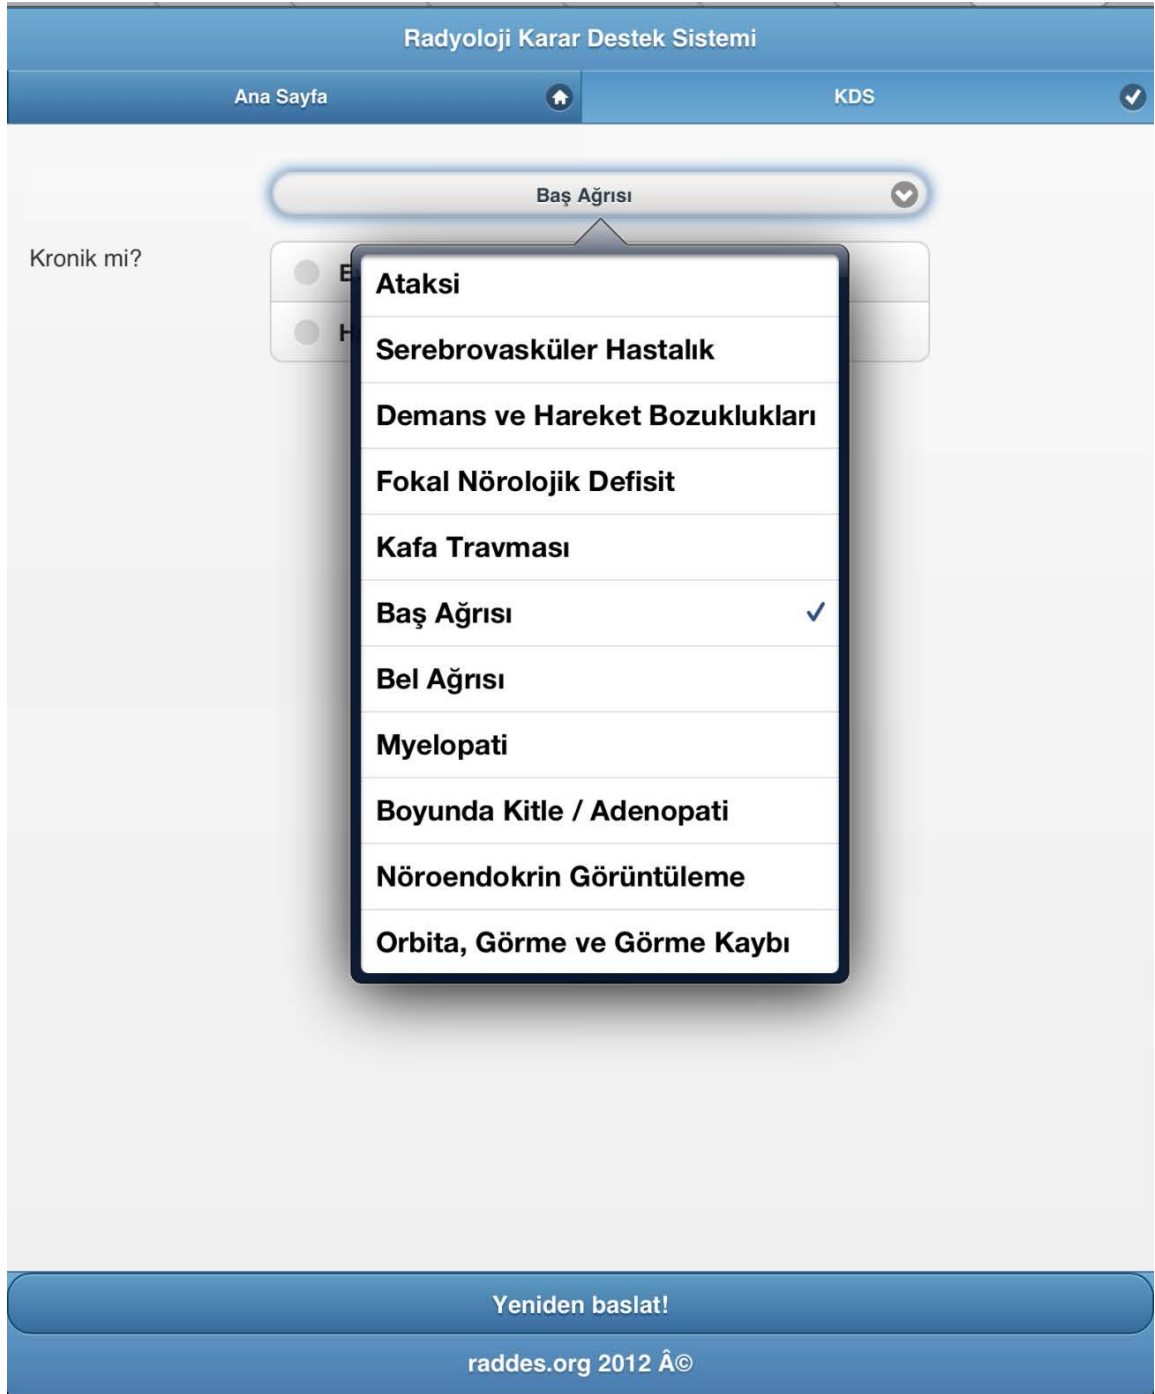 Radyoloji Karar Destek Sistemi
Ana Sayfa
KDS
Baş Ağrısı
Kronik mi?
Ataksi
Serebrovasküler Hastalık
Demans ve Hareket Bozuklukları
Fokal Nörolojik Defisit
Kafa Travması
Baş Ağrısı
Bel Ağrısı
Myelopati
Boyunda Kitle / Adenopati
Nöroendokrin Görüntüleme
Orbita, Görme ve Görme Kaybı
Yeniden baslat!
raddes.org 2012 Â©